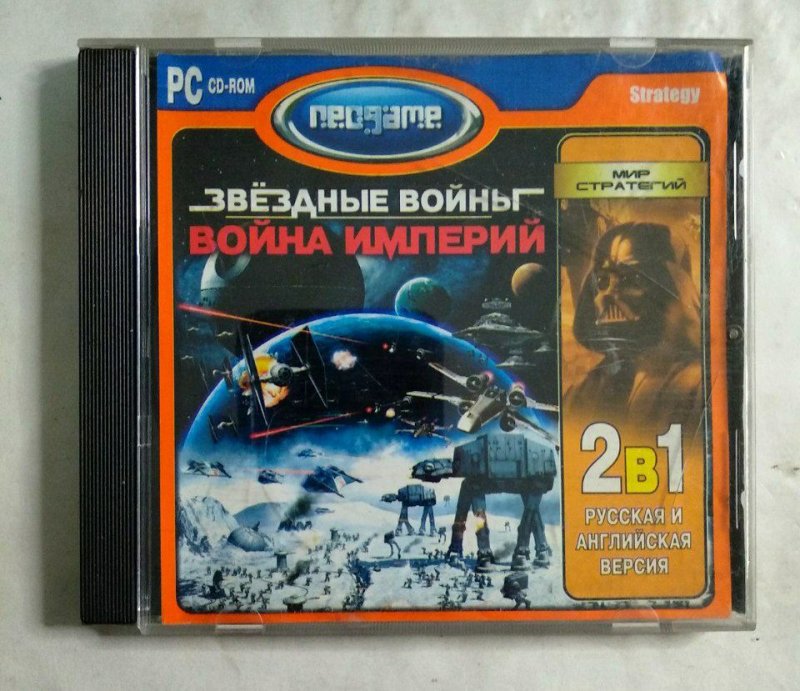 PC CD-ROM
neogame
Strategy
ЗВЁЗДНЫЕ ВОЙНЫ
ВОЙНА ИМПЕРИЙ
МИР
СТРАТЕГИЙ
2в1
РУССКАЯ И
АНГЛИЙСКАЯ
ВЕРСИЯ